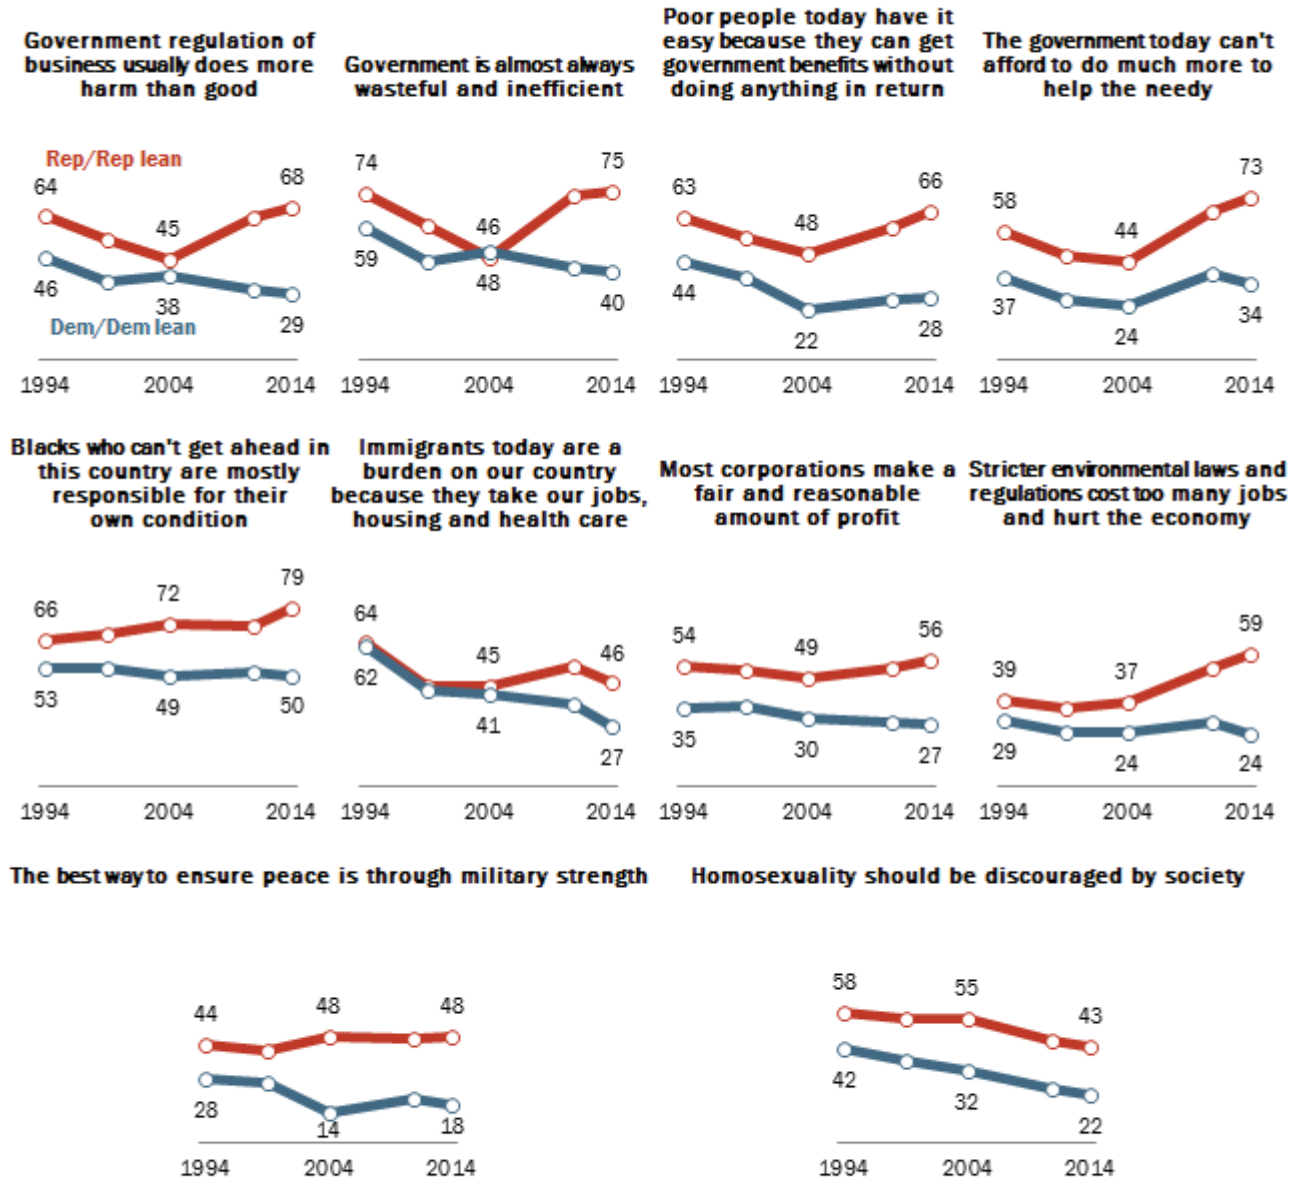 Government regulation of
business usually does more
harm than good
Government is almost always
wasteful and inefficient
Poor people today have it
easy because they can get
government benefits without
doing anything in return
The government today can't
afford to do much more to
help the needy
Rep/Rep lean
64
45
68
46
38
29
Dem/Dem lean
1994 2004 2014
74
46
75
59
48
40
1994 2004 2014
63
48
66
44
22
28
1994 2004 2014
58
44
73
37
24
34
1994 2004 2014
Blacks who can't get ahead in
this country are mostly
responsible for their
own condition
Immigrants today are a
burden on our country
because they take our jobs,
housing and health care
Most corporations make a
fair and reasonable
amount of profit
Stricter environmental laws and
regulations cost too many jobs
and hurt the economy
66
72
79
53
49
50
1994 2004 2014
64
45
46
62
41
27
1994 2004 2014
54
49
56
35
30
27
1994 2004 2014
39
37
59
29
24
24
1994 2004 2014
The best way to ensure peace is through military strength
44
48
48
28
14
18
1994 2004 2014
Homosexuality should be discouraged by society
58
55
43
42
32
22
1994 2004 2014